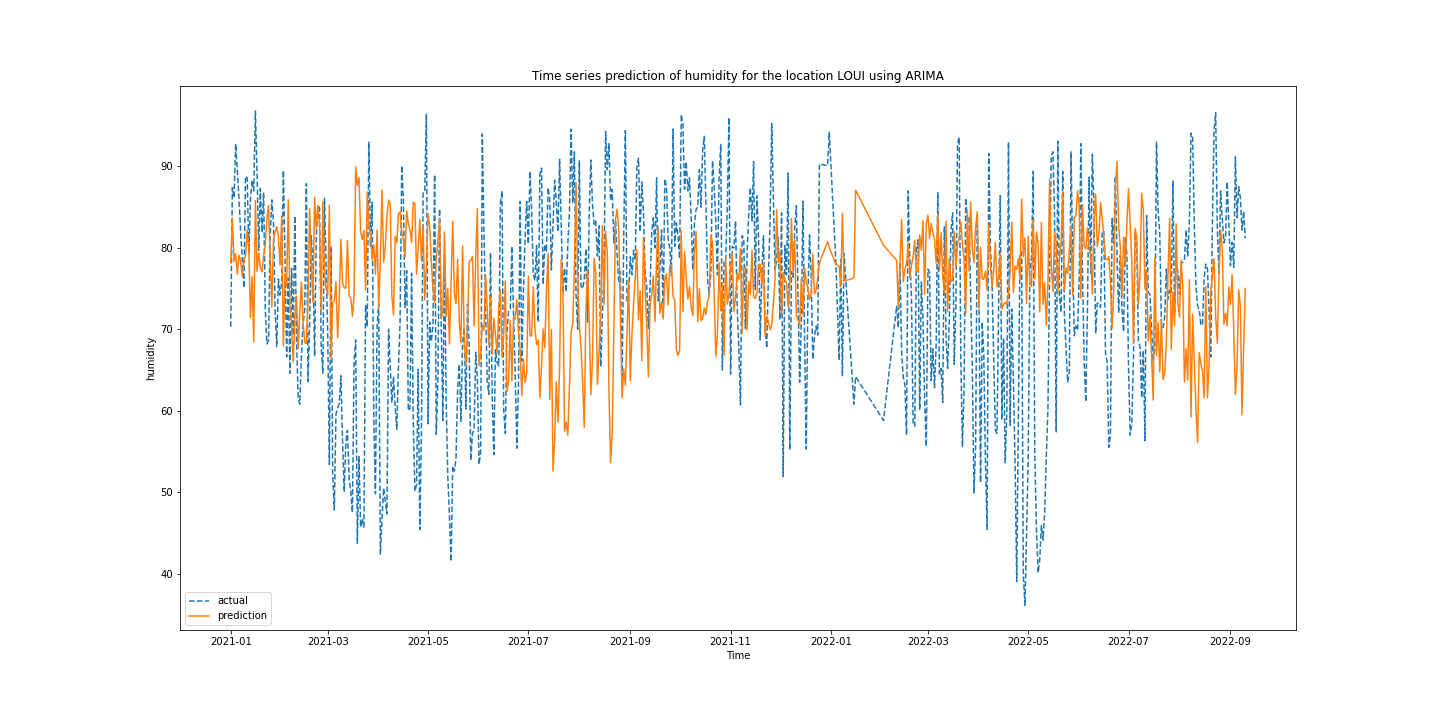 Time series prediction of humidity for the location LOUI using ARIMA
90
80
70
60
50
40
humidity
actual
prediction
2021-01 2021-03 2021-05 2021-07 2021-09 2021-11 2022-01 2022-03 2022-05 2022-07 2022-09
Time